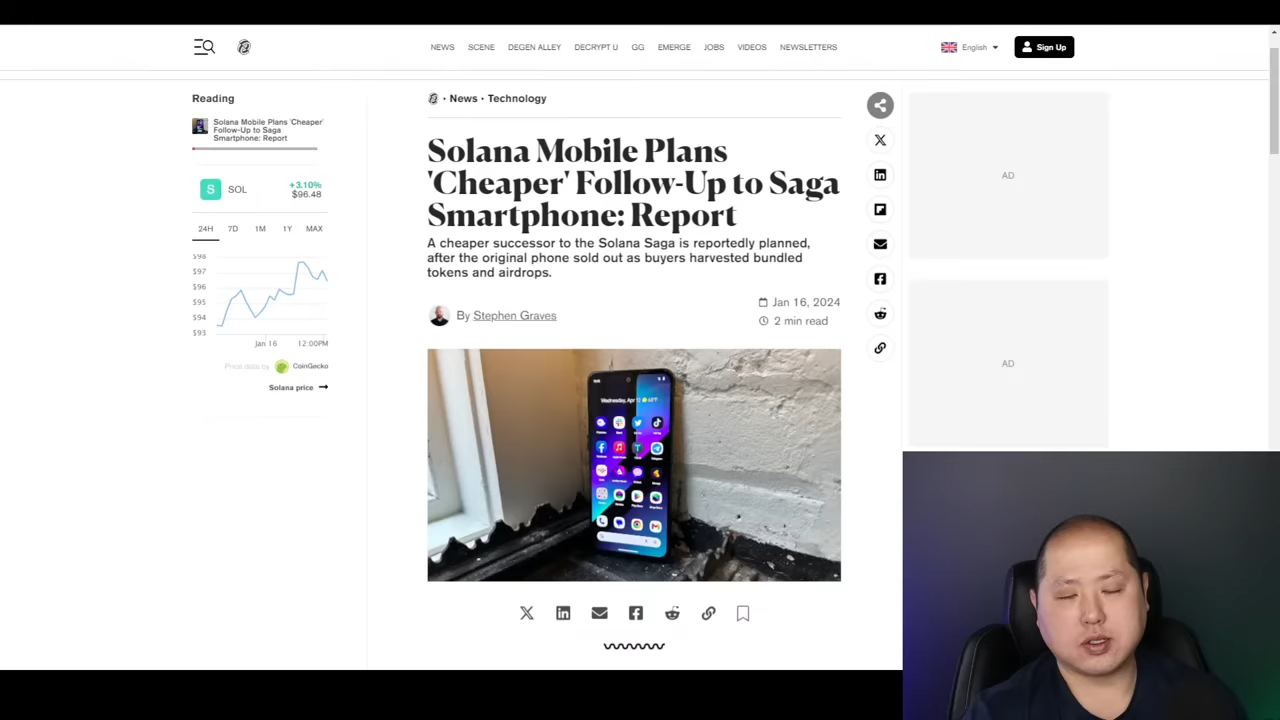 NEWS SCENE DEGEN ALLEY DECRYPT U GG EMERGE JOBS VIDEOS NEWSLETTERS
English
Sign Up
Reading
Solana Mobile Plans 'Cheaper'
Follow-Up to Saga
Smartphone: Report
S SOL +3.10%
$96.48
24H 7D 1M 1Y MAX
$98
$97
$96
$95
$94
$93
Jan 16 12:00PM
Price data by CoinGecko
Solana price
· News · Technology
Solana Mobile Plans
'Cheaper' Follow-Up to Saga
Smartphone: Report
A cheaper successor to the Solana Saga is reportedly planned,
after the original phone sold out as buyers harvested bundled
tokens and airdrops.
By Stephen Graves
Jan 16, 2024
2 min read
AD
AD